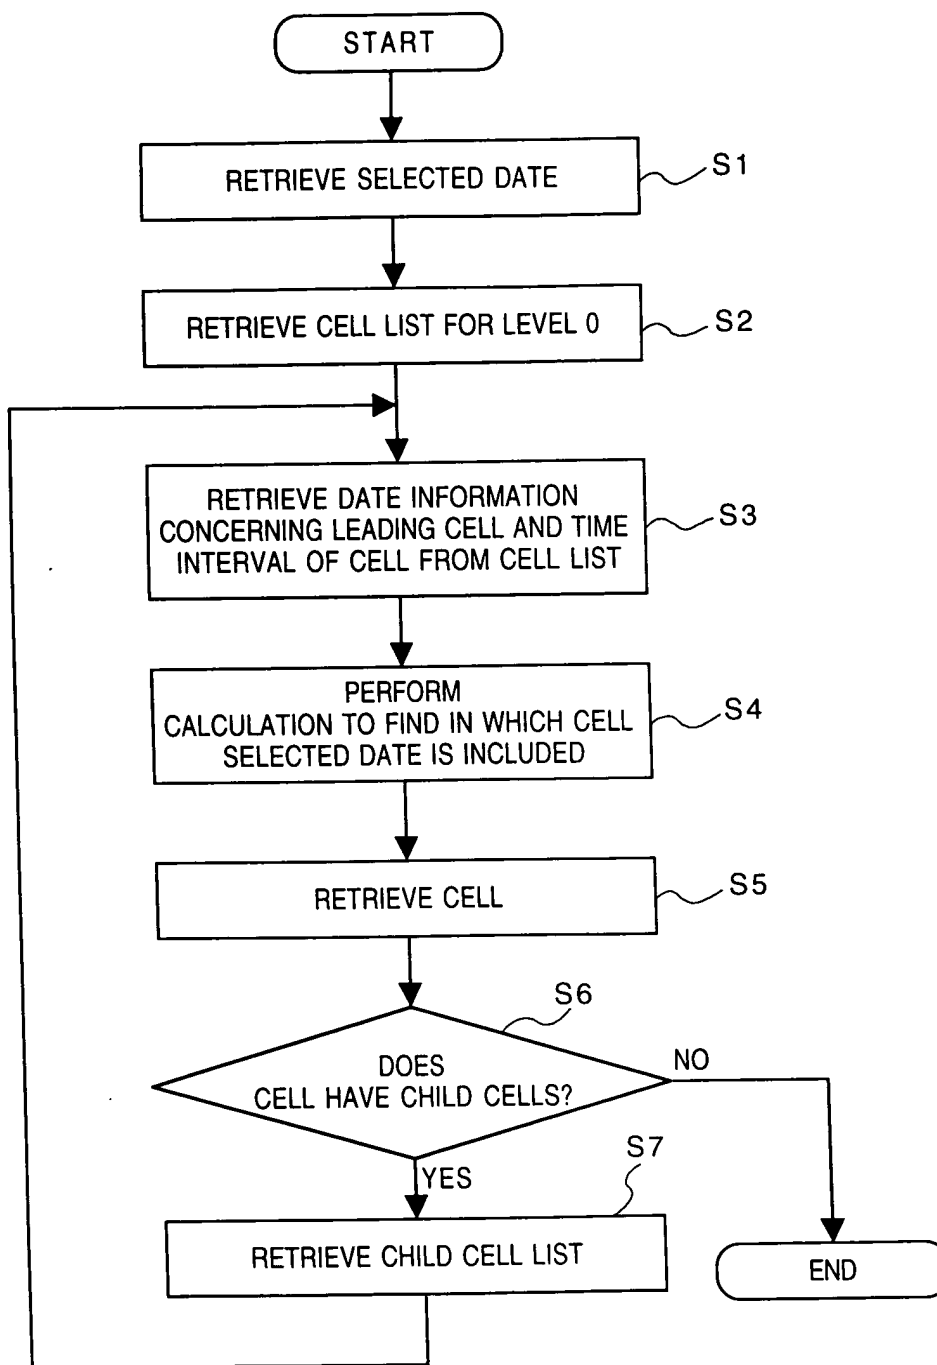 START
RETRIEVE SELECTED DATE
S1
RETRIEVE CELL LIST FOR LEVEL 0
S2
RETRIEVE DATE INFORMATION
CONCERNING LEADING CELL AND TIME
INTERVAL OF CELL FROM CELL LIST
S3
PERFORM
CALCULATION TO FIND IN WHICH CELL
SELECTED DATE IS INCLUDED
S4
RETRIEVE CELL
S5
S6
DOES
CELL HAVE CHILD CELLS?
NO
YES
S7
RETRIEVE CHILD CELL LIST
END